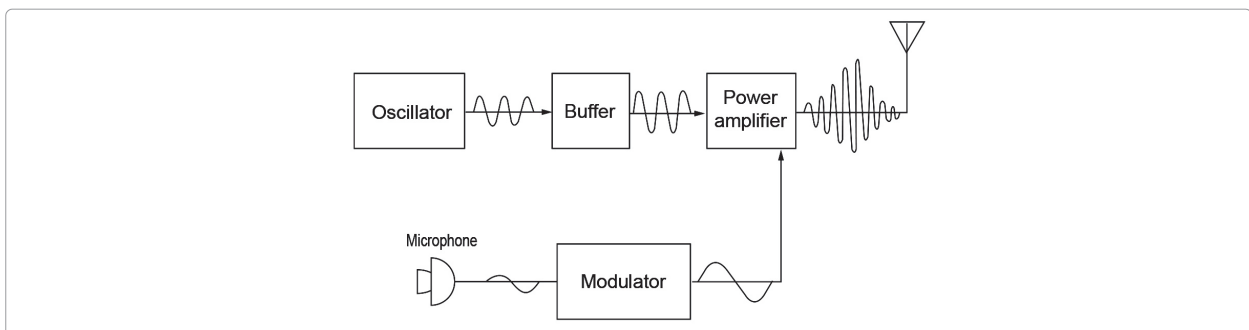 Oscillator
Buffer
Power
amplifier
Microphone
Modulator